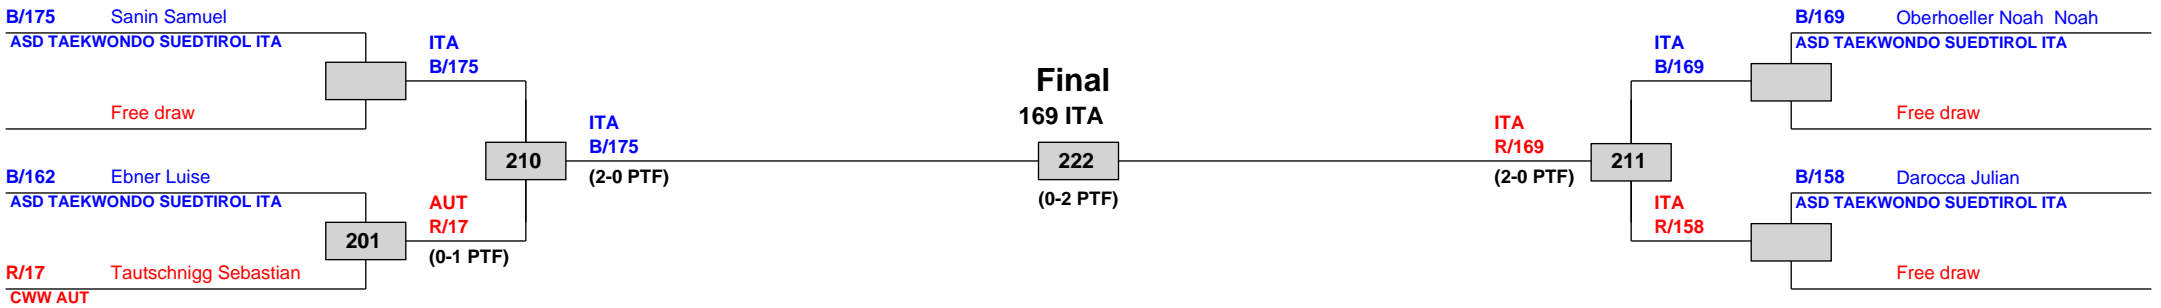 B/175 Sanin Samuel
ASD TAEKWONDO SUEDTIROL ITA
Free draw
B/162 Ebner Luise
ASD TAEKWONDO SUEDTIROL ITA
201
R/17 Tautschnigg Sebastian
CWW AUT
ITA
B/175
210
AUT
R/17
(0-1 PTF)
ITA
B/175
(2-0 PTF)
Final
169 ITA
222
(0-2 PTF)
ITA
R/169
(2-0 PTF)
211
ITA
B/169
ITA
R/158
B/169 Oberhoeller Noah  Noah
ASD TAEKWONDO SUEDTIROL ITA
Free draw
B/158 Darocca Julian
ASD TAEKWONDO SUEDTIROL ITA
Free draw